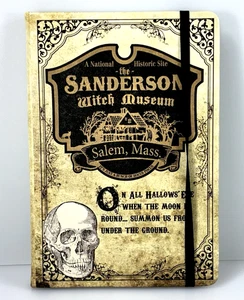 A National Historic Site
- the -
SANDERSON
Witch Museum
Salem, Mass.
On All Hallows' Eve
when the moon
round... summon us from
under the ground.